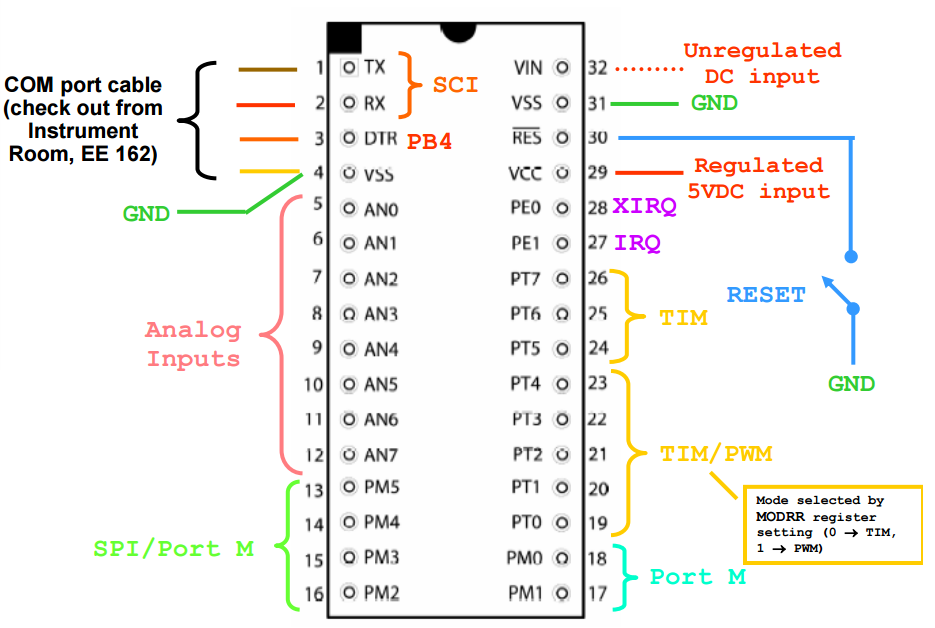 COM port cable
(check out from
Instrument
Room, EE 162)
GND
Analog
Inputs
SPI/Port M
1 TX
2 RX
SCI
3 DTR PB4
4 VSS
5 AN0
6 AN1
7 AN2
8 AN3
9 AN4
10 AN5
11 AN6
12 AN7
13 PM5
14 PM4
15 PM3
16 PM2
VIN 32
Unregulated
DC input
VSS 31 GND
RES 30
VCC 29
Regulated
5VDC input
PE0 28 XIRQ
PE1 27 IRQ
PT7 26
PT6 25
PT5 24
TIM
RESET
GND
PT4 23
PT3 22
PT2 21
PT1 20
PT0 19
TIM/PWM
Mode selected by
MODRR register
setting (0 → TIM,
1 → PWM)
PM0 18
PM1 17
Port M